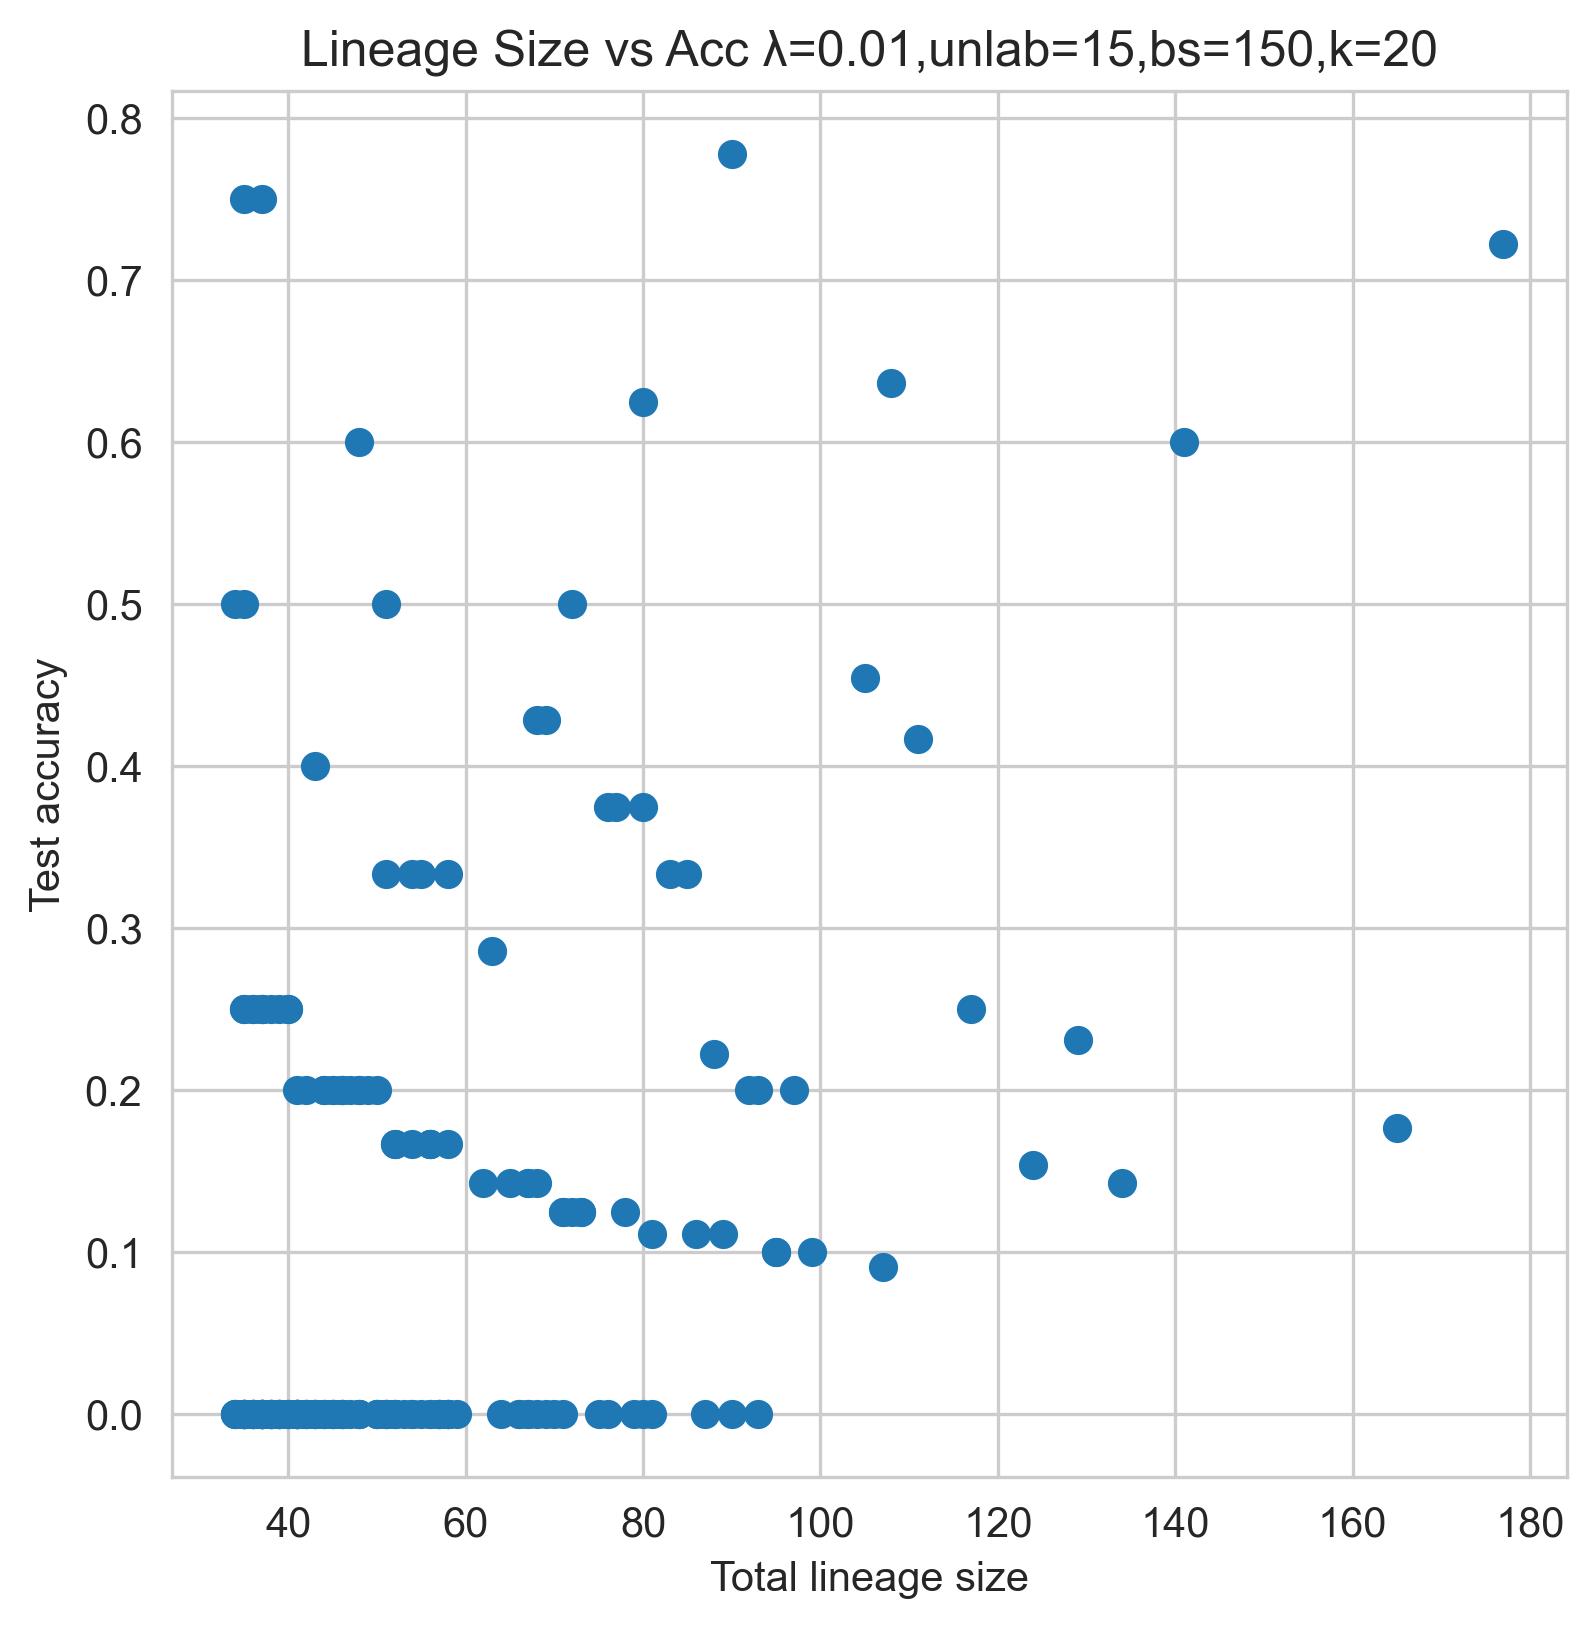 Lineage Size vs Acc λ=0.01,unlab=15,bs=150,k=20
0.8
0.7
0.6
0.5
0.4
0.3
0.2
0.1
0.0
Test accuracy
40 60 80 100 120 140 160 180
Total lineage size